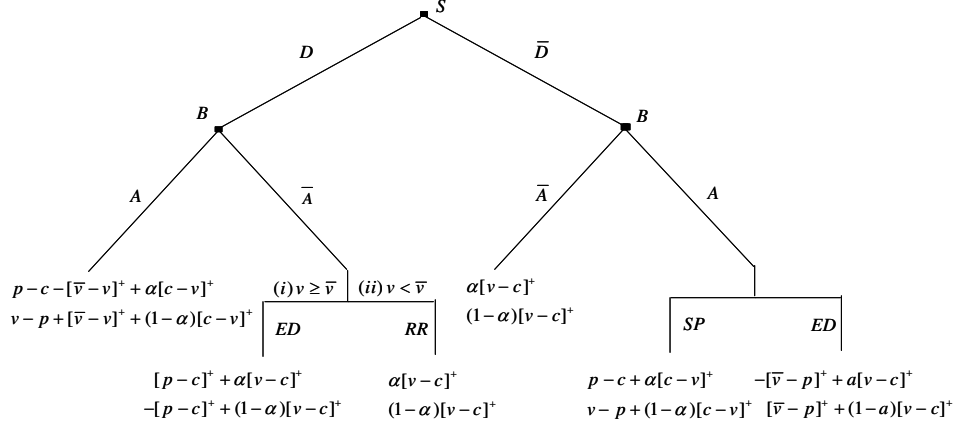 S
D
D̅
B
B
A
A̅
A̅
A
p − c − [v̅ − v]⁺ + α[c − v]⁺
v − p + [v̅ − v]⁺ + (1 − α)[c − v]⁺
(i) v ≥ v̅
(ii) v < v̅
ED
RR
[p − c]⁺ + α[v − c]⁺
−[p − c]⁺ + (1 − α)[v − c]⁺
α[v − c]⁺
(1 − α)[v − c]⁺
α[v − c]⁺
(1 − α)[v − c]⁺
SP
ED
p − c + α[c − v]⁺
v − p + (1 − α)[c − v]⁺
-[v̅ − p]⁺ + a[v − c]⁺
[v̅ − p]⁺ + (1 − a)[v − c]⁺